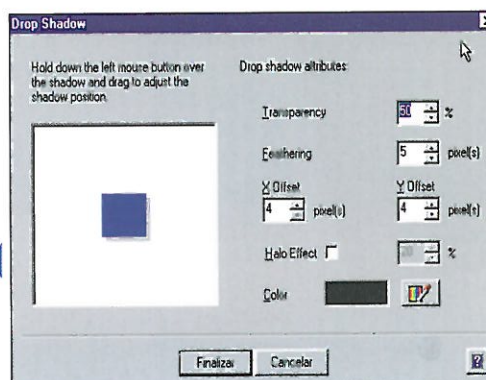 Drop Shadow
Hold down the left mouse button over
the shadow and drag to adjust the
shadow position.
Drop shadow attributes:
Transparency 50 %
Feathering 5 pixel(s)
X Offset Y Offset
4 pixel(s) 4 pixel(s)
Halo Effect %
Color
Finalizar Cancelar ?